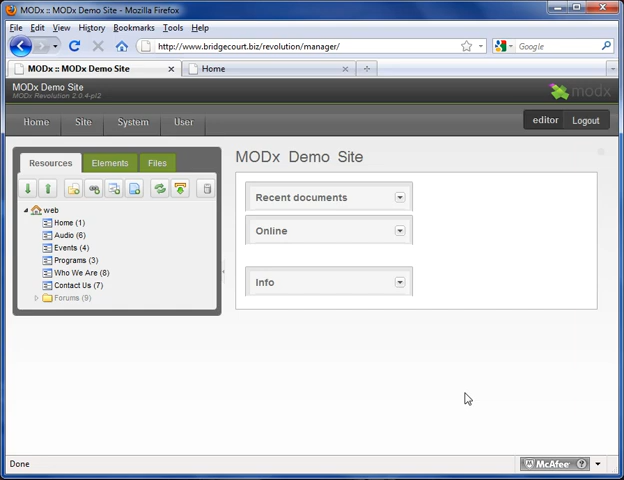 MODx :: MODx Demo Site - Mozilla Firefox
File Edit View History Bookmarks Tools Help
http://www.bridgecourt.biz/revolution/manager/
Google
MODx :: MODx Demo Site
Home
MODx Demo Site
MODx Revolution 2.0.4-pl2
modx
Home Site System User
editor Logout
Resources Elements Files
MODx Demo Site
web
Home (1)
Audio (6)
Events (4)
Programs (3)
Who We Are (8)
Contact Us (7)
Forums (9)
Recent documents
Online
Info
Done
McAfee